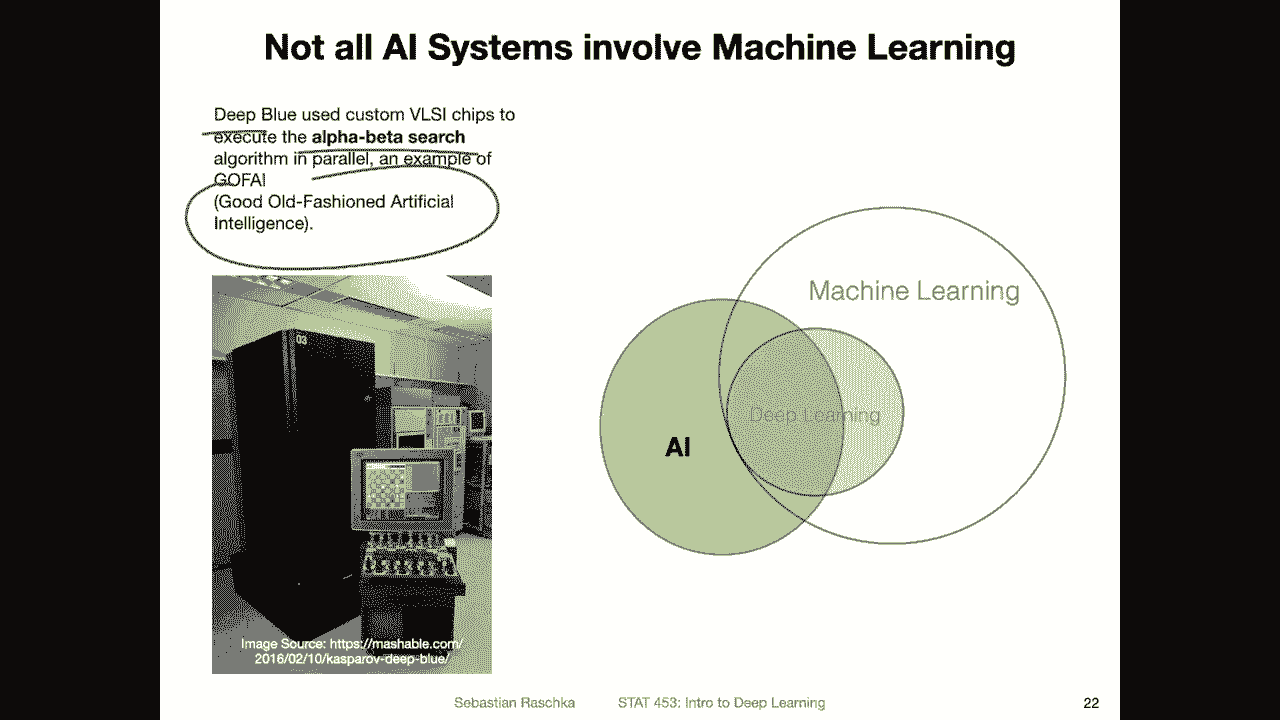 Not all AI Systems involve Machine Learning
Deep Blue used custom VLSI chips to
execute the alpha-beta search
algorithm in parallel, an example of
GOFAI
(Good Old-Fashioned Artificial
Intelligence).
Machine Learning
Deep Learning
AI
03
Image Source: https://mashable.com/
2016/02/10/kasparov-deep-blue/
Sebastian Raschka STAT 453: Intro to Deep Learning 22